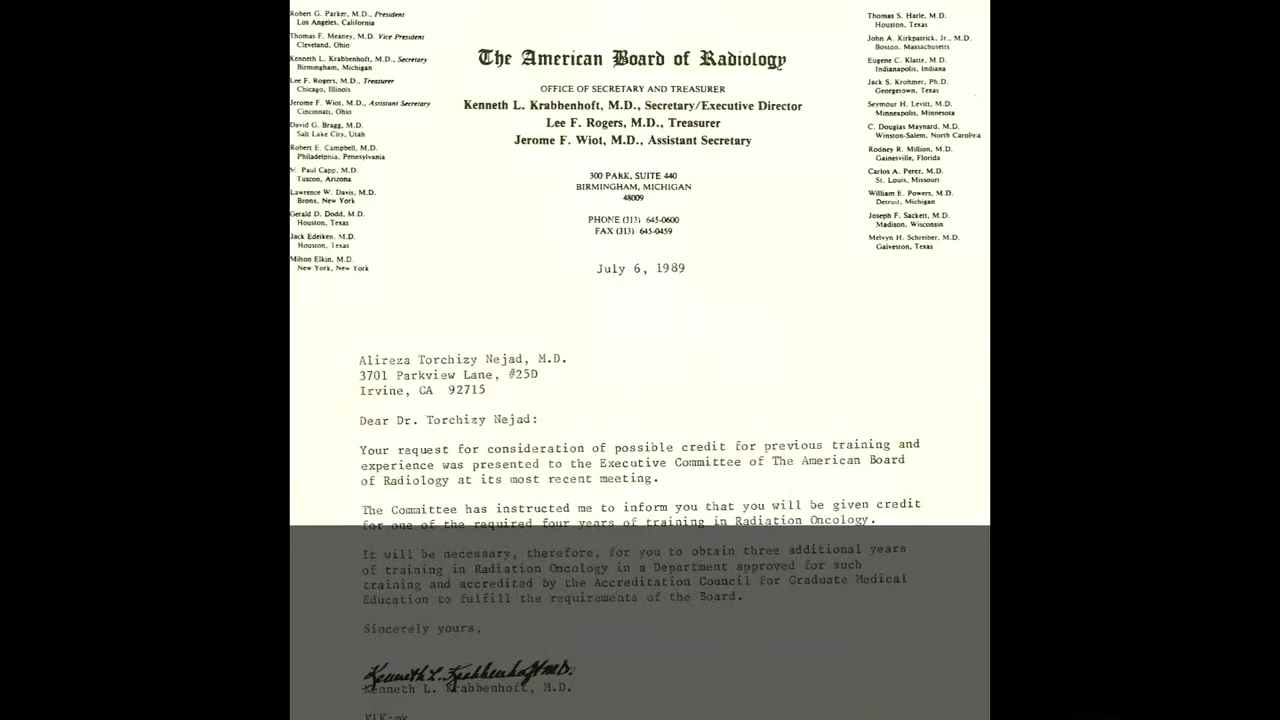 Robert G. Parker, M.D., President
Los Angeles, California
Thomas F. Meaney, M.D. Vice President
Cleveland, Ohio
Kenneth L. Krabbenhoft, M.D., Secretary
Birmingham, Michigan
Lee F. Rogers, M.D., Treasurer
Chicago, Illinois
Jerome F. Wiot, M.D., Assistant Secretary
Cincinnati, Ohio
David G. Bragg, M.D.
Salt Lake City, Utah
Robert E. Campbell, M.D.
Philadelphia, Pennsylvania
M. Paul Capp, M.D.
Tuscon, Arizona
Lawrence W. Davis, M.D.
Bronx, New York
Gerald D. Dodd, M.D.
Houston, Texas
Jack Edeiken, M.D.
Houston, Texas
Milton Elkin, M.D.
New York, New York
The American Board of Radiology
OFFICE OF SECRETARY AND TREASURER
Kenneth L. Krabbenhoft, M.D., Secretary/Executive Director
Lee F. Rogers, M.D., Treasurer
Jerome F. Wiot, M.D., Assistant Secretary
300 PARK, SUITE 440
BIRMINGHAM, MICHIGAN
48009
PHONE (313) 645-0600
FAX (313) 645-0459
Thomas S. Harle, M.D.
Houston, Texas
John A. Kirkpatrick, Jr., M.D.
Boston, Massachusetts
Eugene C. Klatte, M.D.
Indianapolis, Indiana
Jack S. Krohmer, Ph.D.
Georgetown, Texas
Seymour H. Levitt, M.D.
Minneapolis, Minnesota
C. Douglas Maynard, M.D.
Winston-Salem, North Carolina
Rodney R. Million, M.D.
Gainesville, Florida
Carlos A. Perez, M.D.
St. Louis, Missouri
William E. Powers, M.D.
Detroit, Michigan
Joseph F. Sackett, M.D.
Madison, Wisconsin
Melvyn H. Schreiber, M.D.
Galveston, Texas
July 6, 1989
Alireza Torchizy Nejad, M.D.
3701 Parkview Lane, #25D
Irvine, CA 92715
Dear Dr. Torchizy Nejad:
Your request for consideration of possible credit for previous training and
experience was presented to the Executive Committee of The American Board
of Radiology at its most recent meeting.
The Committee has instructed me to inform you that you will be given credit
for one of the required four years of training in Radiation Oncology.
It will be necessary, therefore, for you to obtain three additional years
of training in Radiation Oncology in a Department approved for such
training and accredited by the Accreditation Council for Graduate Medical
Education to fulfill the requirements of the Board.
Sincerely yours,
Kenneth L. Krabbenhoft M.D.
Kenneth L. Krabbenhoft, M.D.